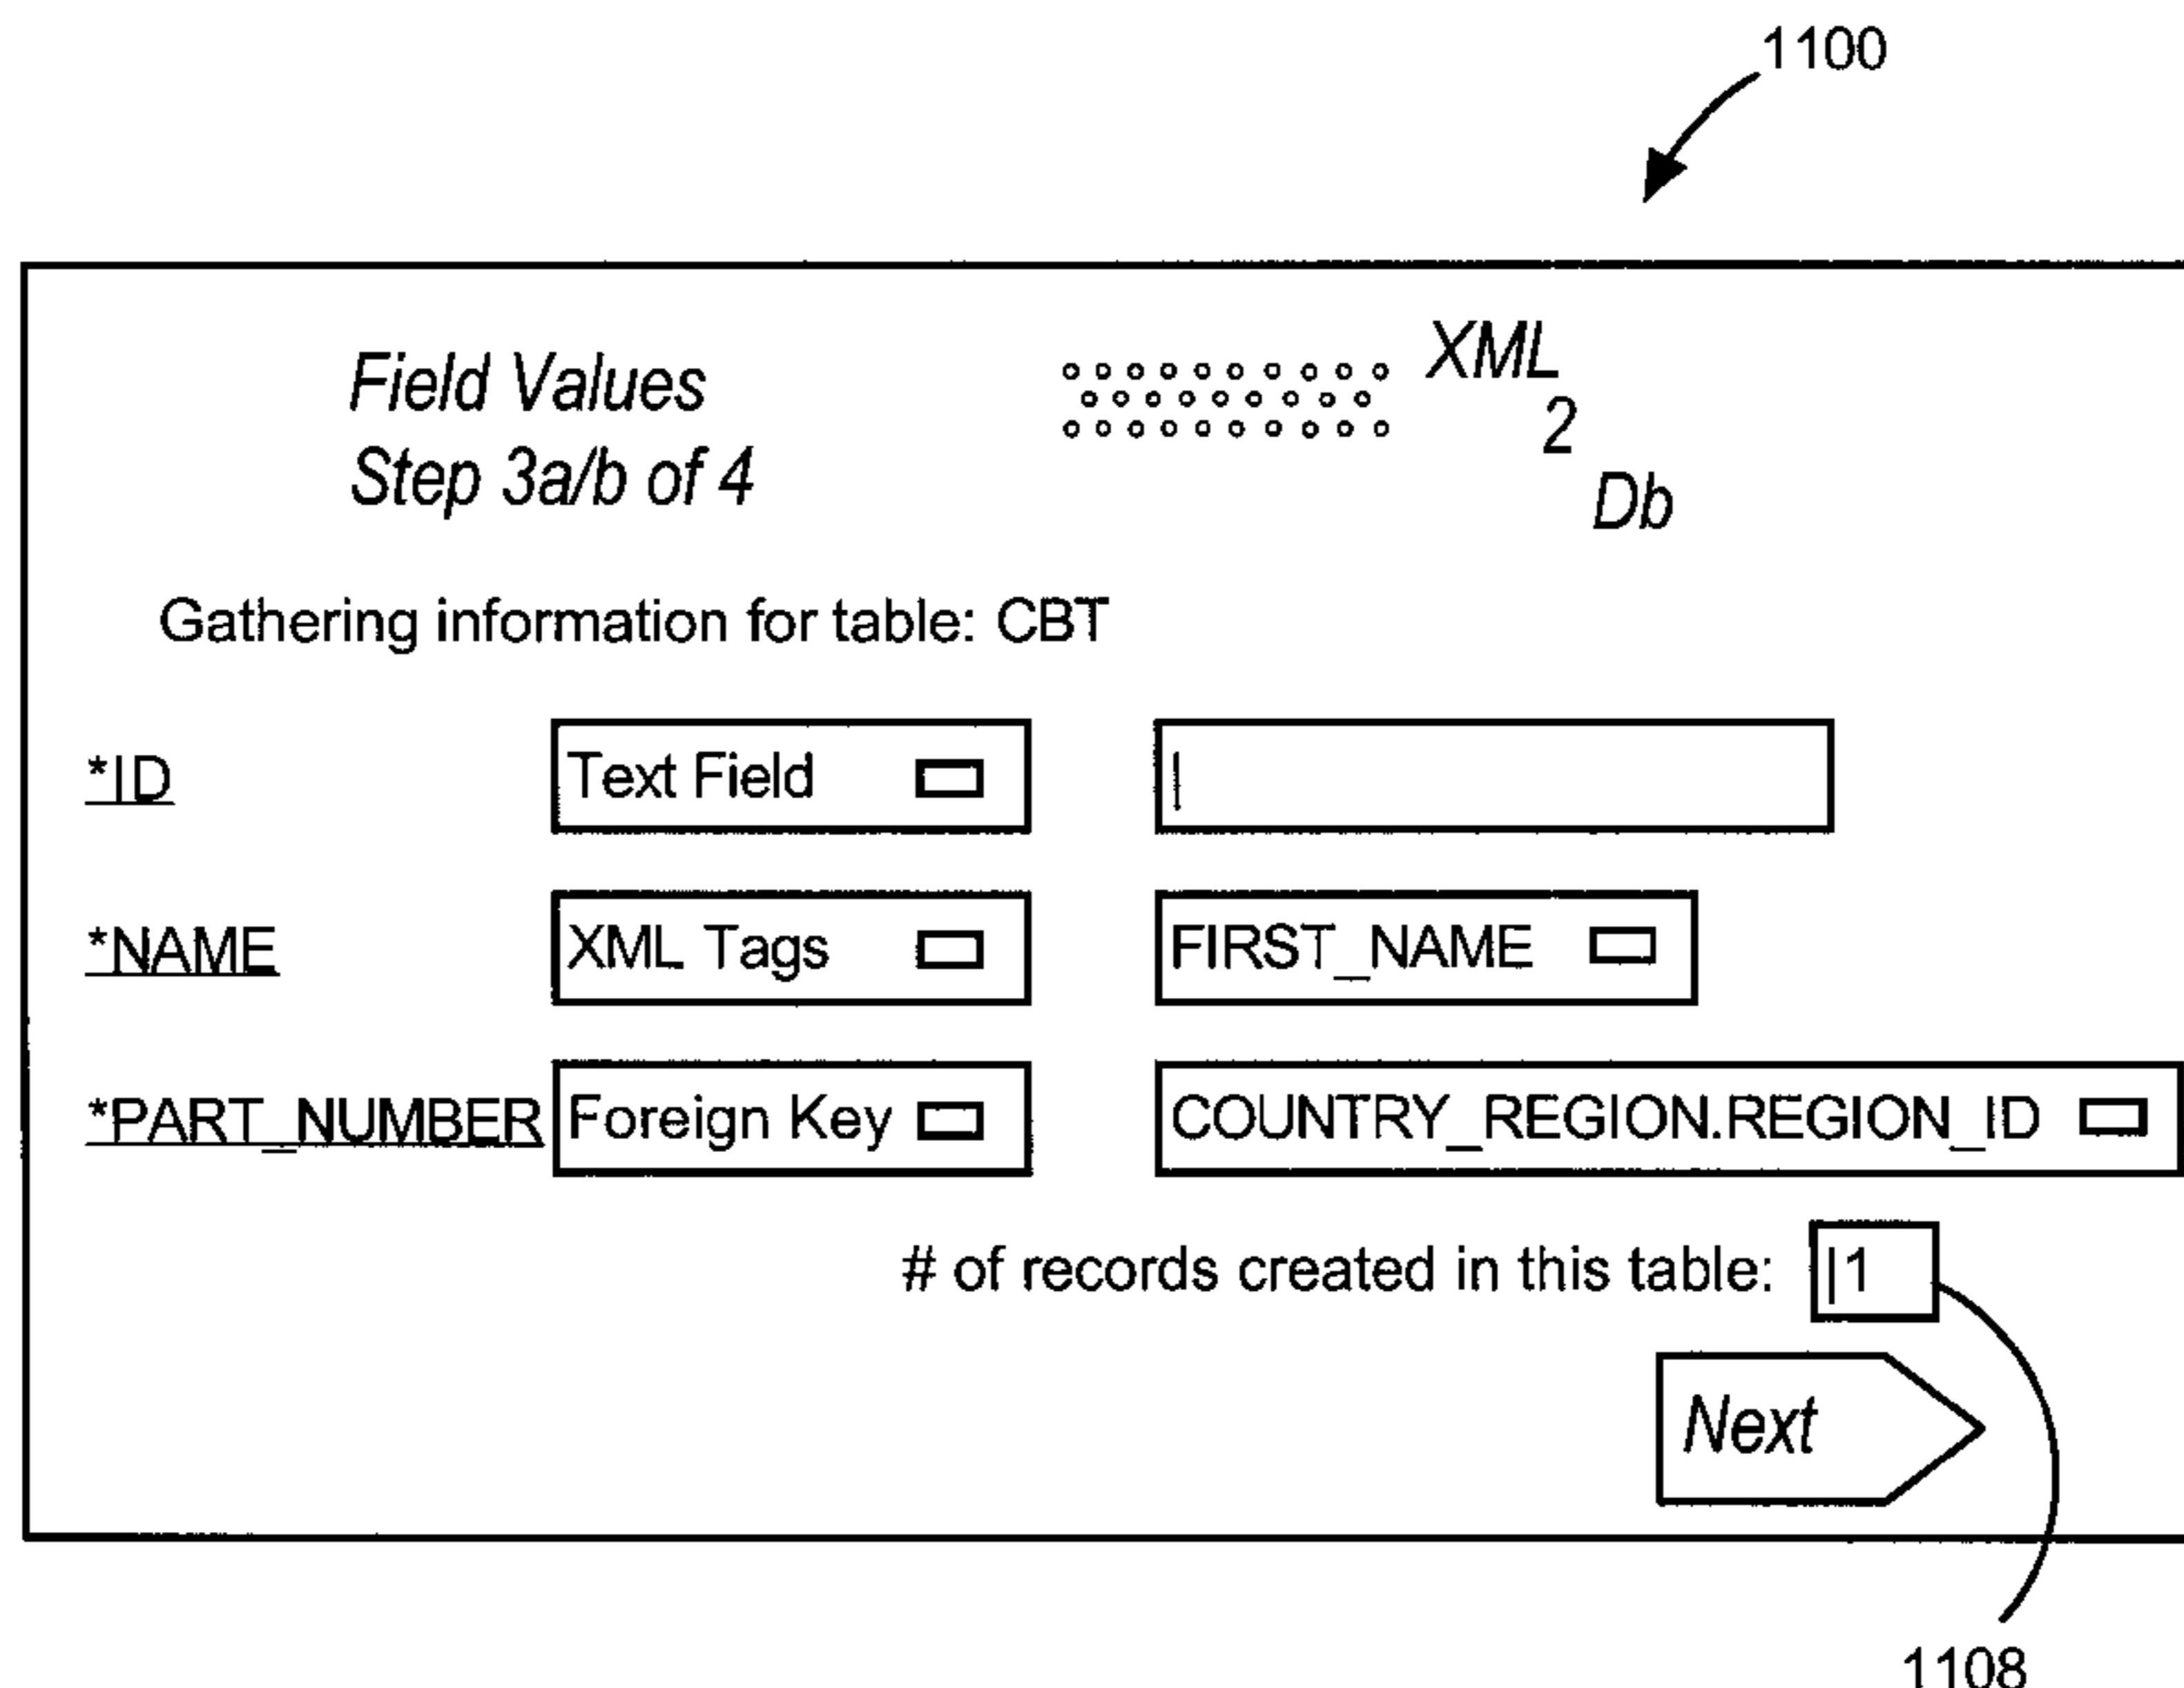 1100
Field Values
Step 3a/b of 4
XML
2
Db
Gathering information for table: CBT
*ID Text Field
*NAME XML Tags FIRST_NAME
*PART_NUMBER Foreign Key COUNTRY_REGION.REGION_ID
# of records created in this table: 1
Next
1108